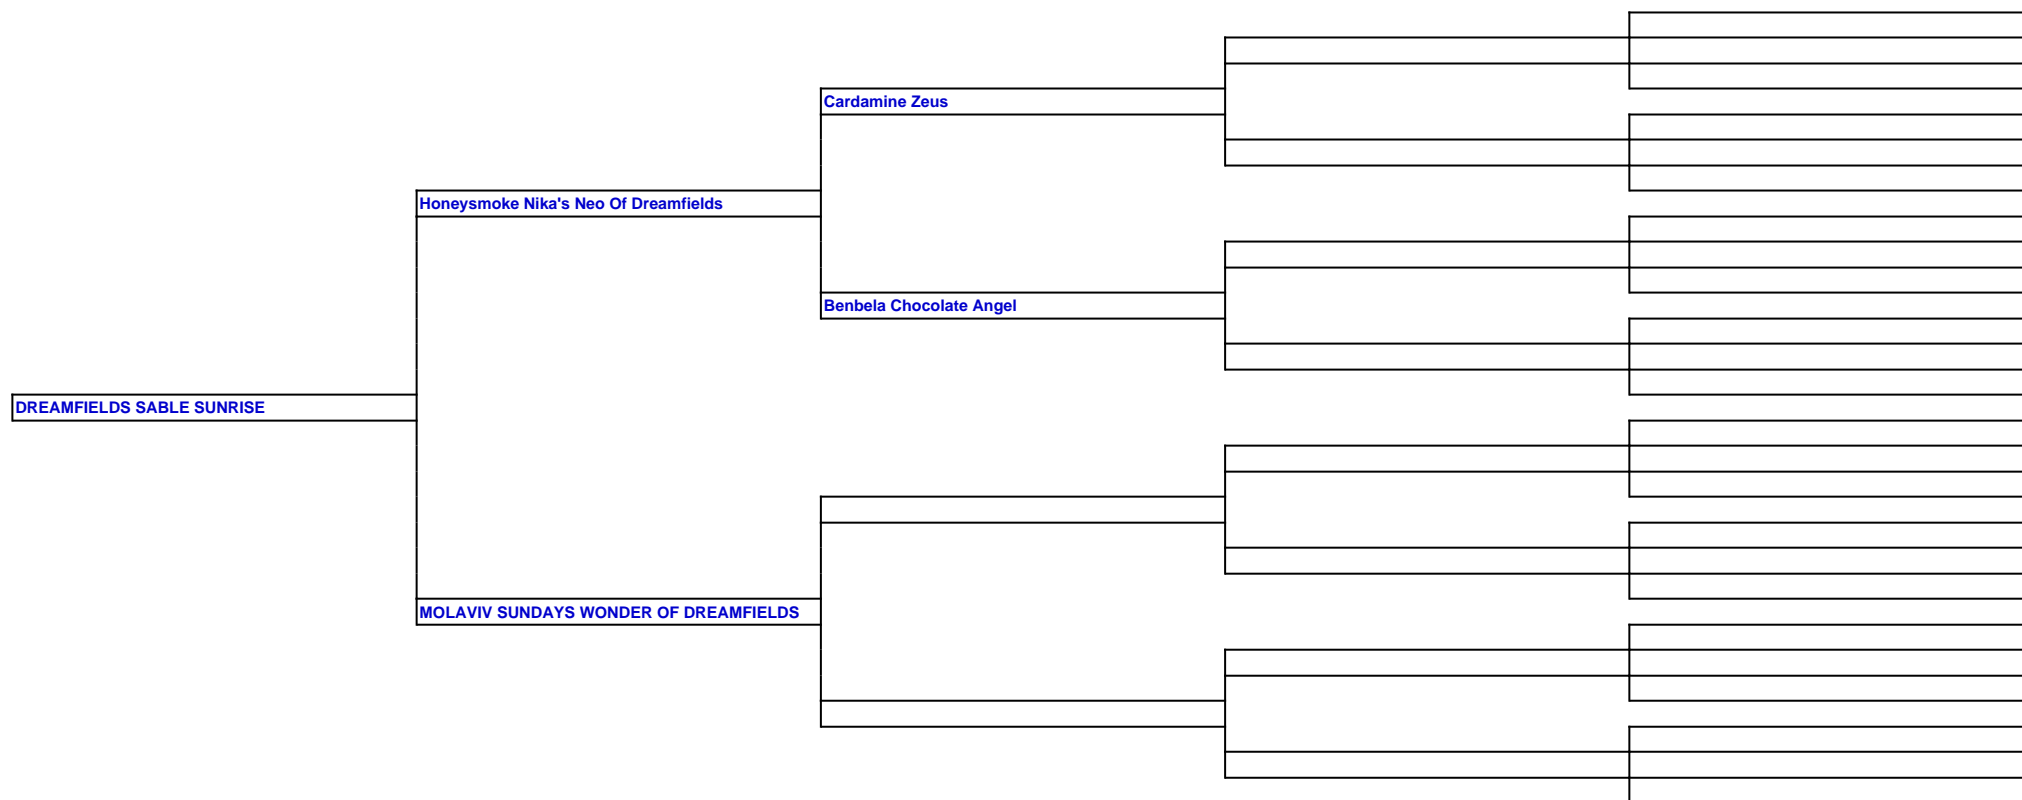 Cardamine Zeus
Honeysmoke Nika's Neo Of Dreamfields
Benbela Chocolate Angel
DREAMFIELDS SABLE SUNRISE
MOLAVIV SUNDAYS WONDER OF DREAMFIELDS